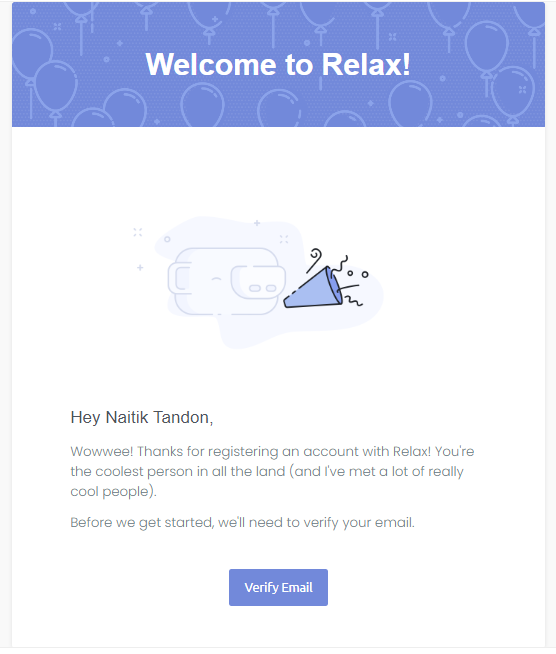 Welcome to Relax!
Hey Naitik Tandon,
Wowwee! Thanks for registering an account with Relax! You're
the coolest person in all the land (and I've met a lot of really
cool people).
Before we get started, we'll need to verify your email.
Verify Email